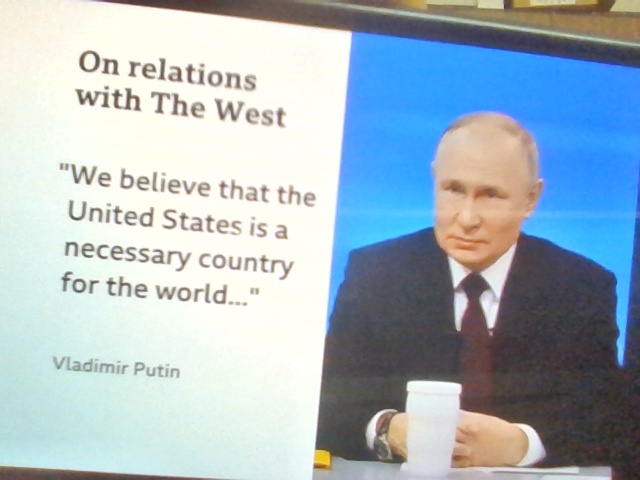 On relations
with The West
"We believe that the
United States is a
necessary country
for the world..."
Vladimir Putin